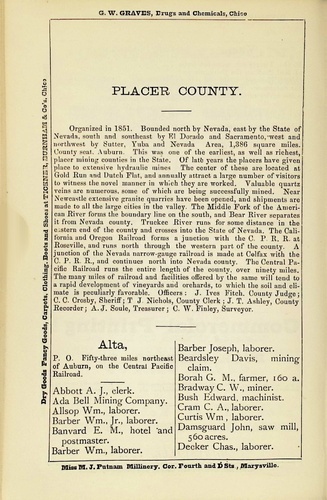 G. W. GRAVES, Drugs and Chemicals, Chico
PLACER COUNTY.
Organized in 1851. Bounded north by Nevada, east by the State of
Nevada, south and southeast by El Dorado and Sacramento, west and
northwest by Sutter, Yuba and Nevada Area, 1,386 square miles.
County seat, Auburn. This was one of the earliest, as well as richest,
placer mining counties in the State. Of late years the placers have given
place to extensive hydraulic mines The center of these are located at
Gold Run and Dutch Flat, and annually attract a large number of visitors
to witness the novel manner in which they are worked. Valuable quartz
veins are numerous, some of which are being successfully mined. Near
Newcastle extensive granite quarries have been opened, and shipments are
made to all the large cities in the valley. The Middle Fork of the Ameri-
can River forms the boundary line on the south, and Bear River separates
it from Nevada county. Truckee River runs for some distance in the
eastern end of the county and crosses into the State of Nevada. The Cali-
fornia and Oregon Railroad forms a junction with the C. P. R. R. at
Roseville, and runs north through the western part of the county. A
junction of the Nevada narrow-gauge railroad is made at Colfax with the
C. P. R. R., and continues north into Nevada county. The Central Pa-
cific Railroad runs the entire length of the county, over ninety miles.
The many miles of railroad and facilities offered by the same will tend to
a rapid development of vineyards and orchards, to which the soil and cli-
mate is peculiarly favorable. Officers: J. Ives Fitch, County Judge;
C. C. Crosby, Sheriff; T J. Nichols, County Clerk; J. T. Ashley, County
Recorder; A. J. Soule, Treasurer; C. W. Finley, Surveyor.
Alta,
P. O. Fifty-three miles northeast
of Auburn, on the Central Pacific
Railroad.
Abbott A. J., clerk.
Ada Bell Mining Company.
Allsop Wm., laborer.
Barber Wm., Jr., laborer.
Banvard E. M., hotel and
postmaster.
Barber Wm., laborer.
Barber Joseph, laborer.
Beardsley Davis, mining
claim.
Borah G. M., farmer, 160 a.
Bradway C. W., miner.
Bush Edward, machinist.
Cram C. A., laborer.
Curtis Wm., laborer.
Damsguard John, saw mill,
560 acres.
Decker Chas., laborer.
Miss M. J. Putnam Millinery, Cor. Fourth and D Sts, Marysville.
Dry Goods Fancy Goods, Carpets, Clothing, Boots and Shoes at TICKNER, BURNHAM & Co's, Chico